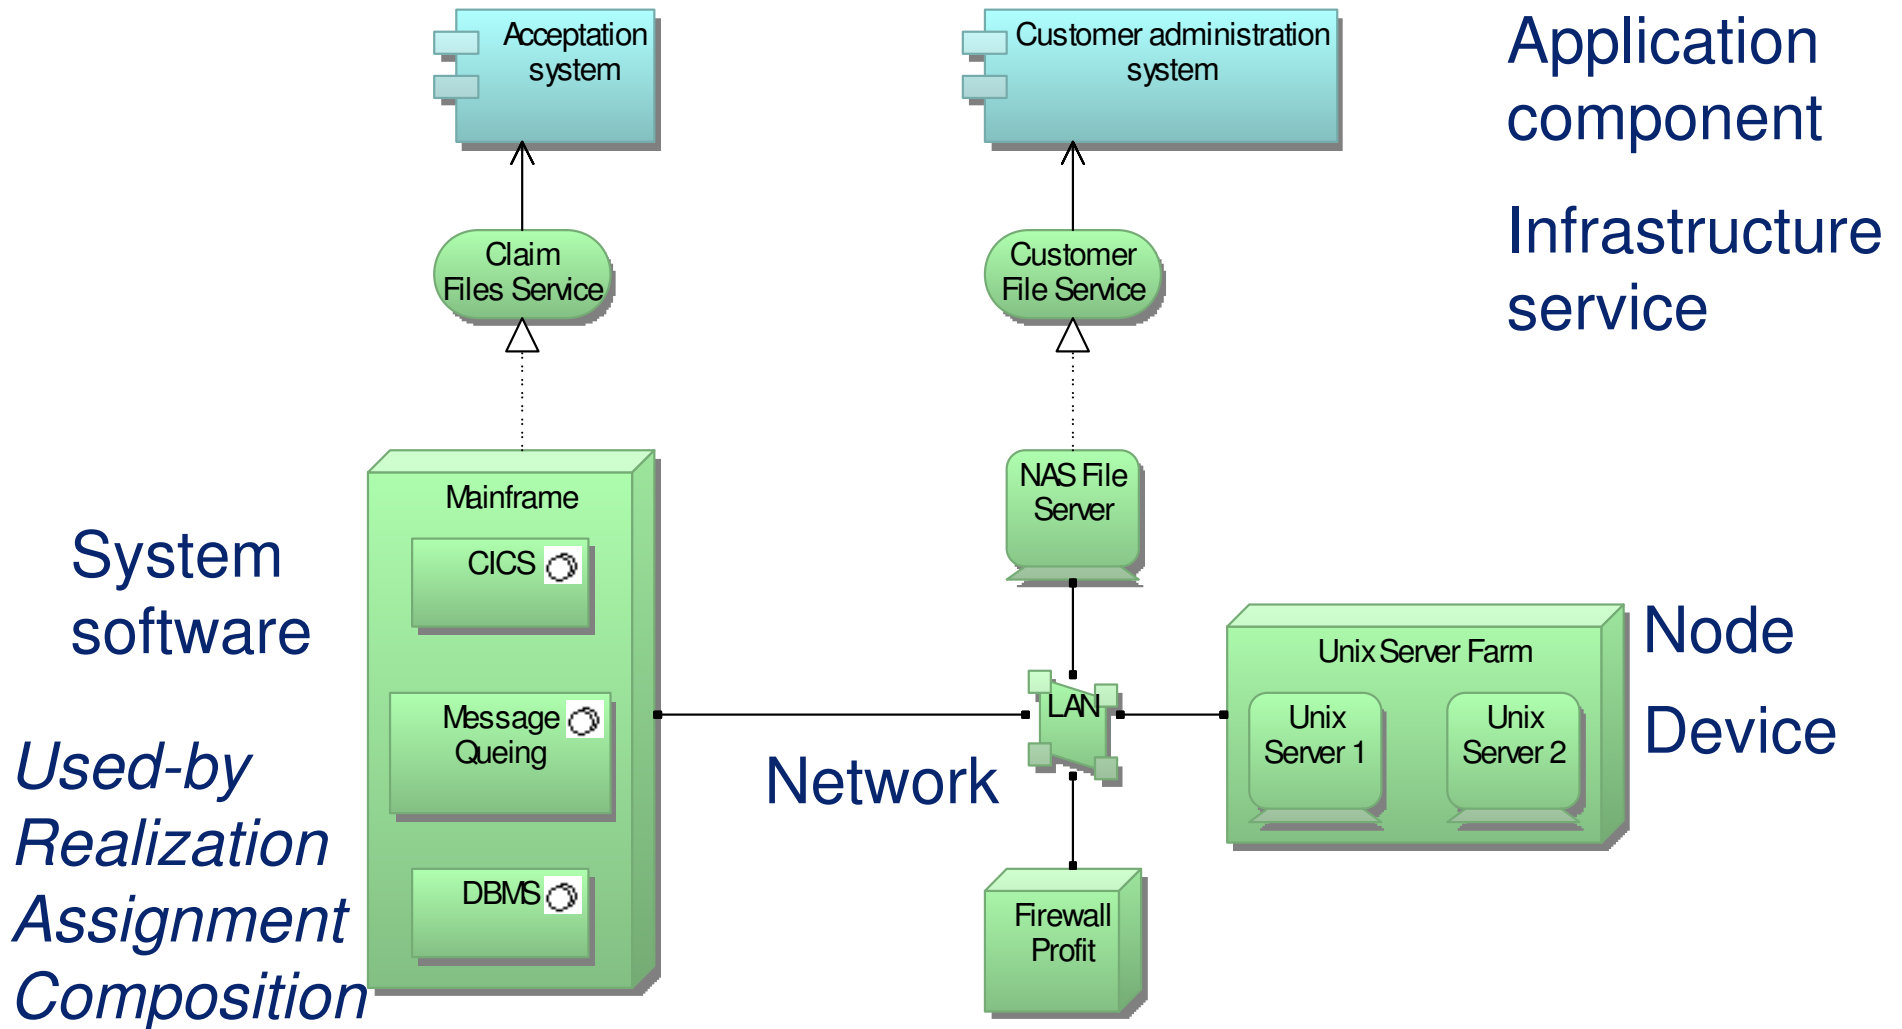 Acceptation
system
Customer administration
system
Application
component
Claim
Files Service
Customer
File Service
Infrastructure
service
Mainframe
CICS
Message
Queing
DBMS
NAS File
Server
System
software
LAN
Network
Unix Server Farm
Unix
Server 1
Unix
Server 2
Node
Device
Firewall
Profit
Used-by
Realization
Assignment
Composition